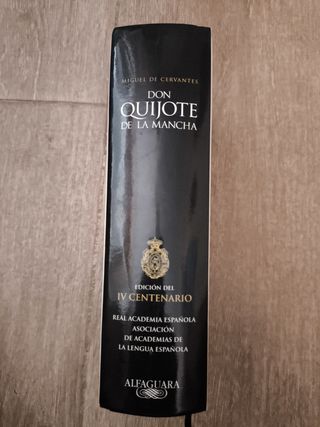 MIGUEL DE CERVANTES
DON
QUIJOTE
DE LA MANCHA
EDICIÓN DEL
IV CENTENARIO
REAL ACADEMIA ESPAÑOLA
ASOCIACIÓN
DE ACADEMIAS DE
LA LENGUA ESPAÑOLA
ALFAGUARA